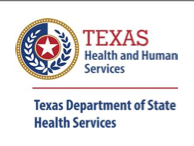 TEXAS
Health and Human
Services
Texas Department of State
Health Services